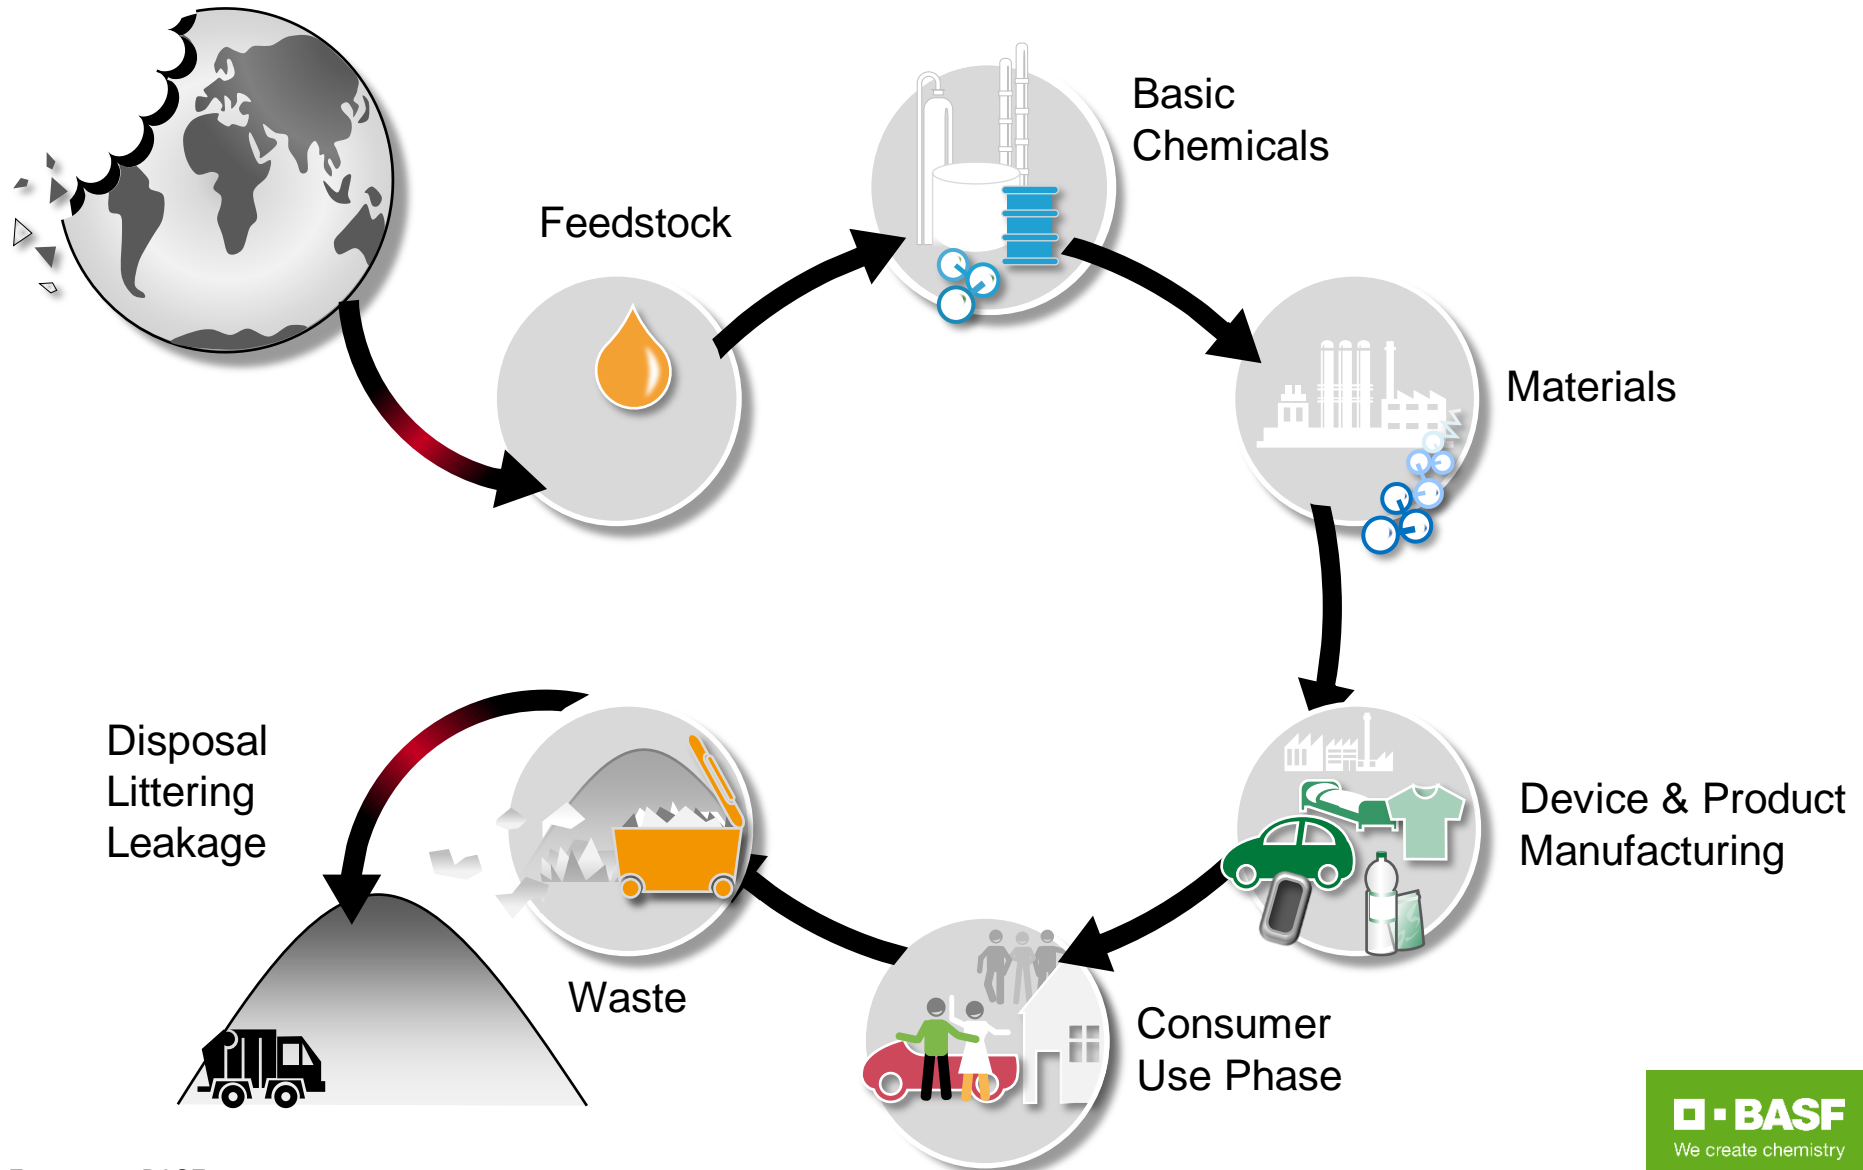 Basic
Chemicals
Feedstock
Materials
Disposal
Littering
Leakage
Device & Product
Manufacturing
Waste
Consumer
Use Phase
BASF
We create chemistry